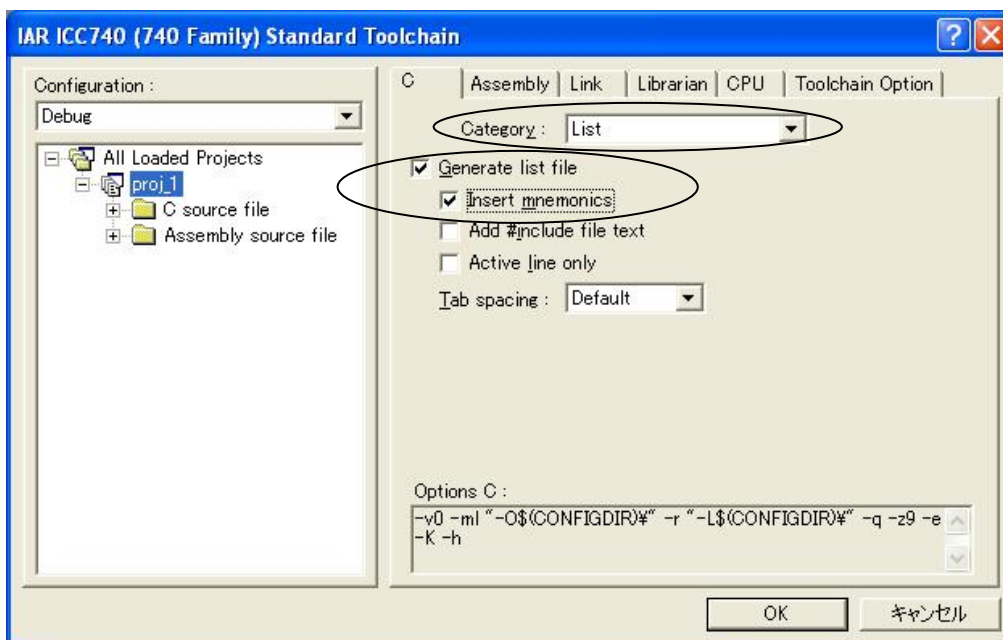 IAR ICC740 (740 Family) Standard Toolchain
Configuration :
Debug
All Loaded Projects
proj_1
C source file
Assembly source file
C Assembly Link Librarian CPU Toolchain Option
Category : List
Generate list file
Insert mnemonics
Add #include file text
Active line only
Tab spacing : Default
Options C :
-v0 -ml "-O$(CONFIGDIR)¥" -r "-L$(CONFIGDIR)¥" -q -z9 -e
-K -h
OK キャンセル